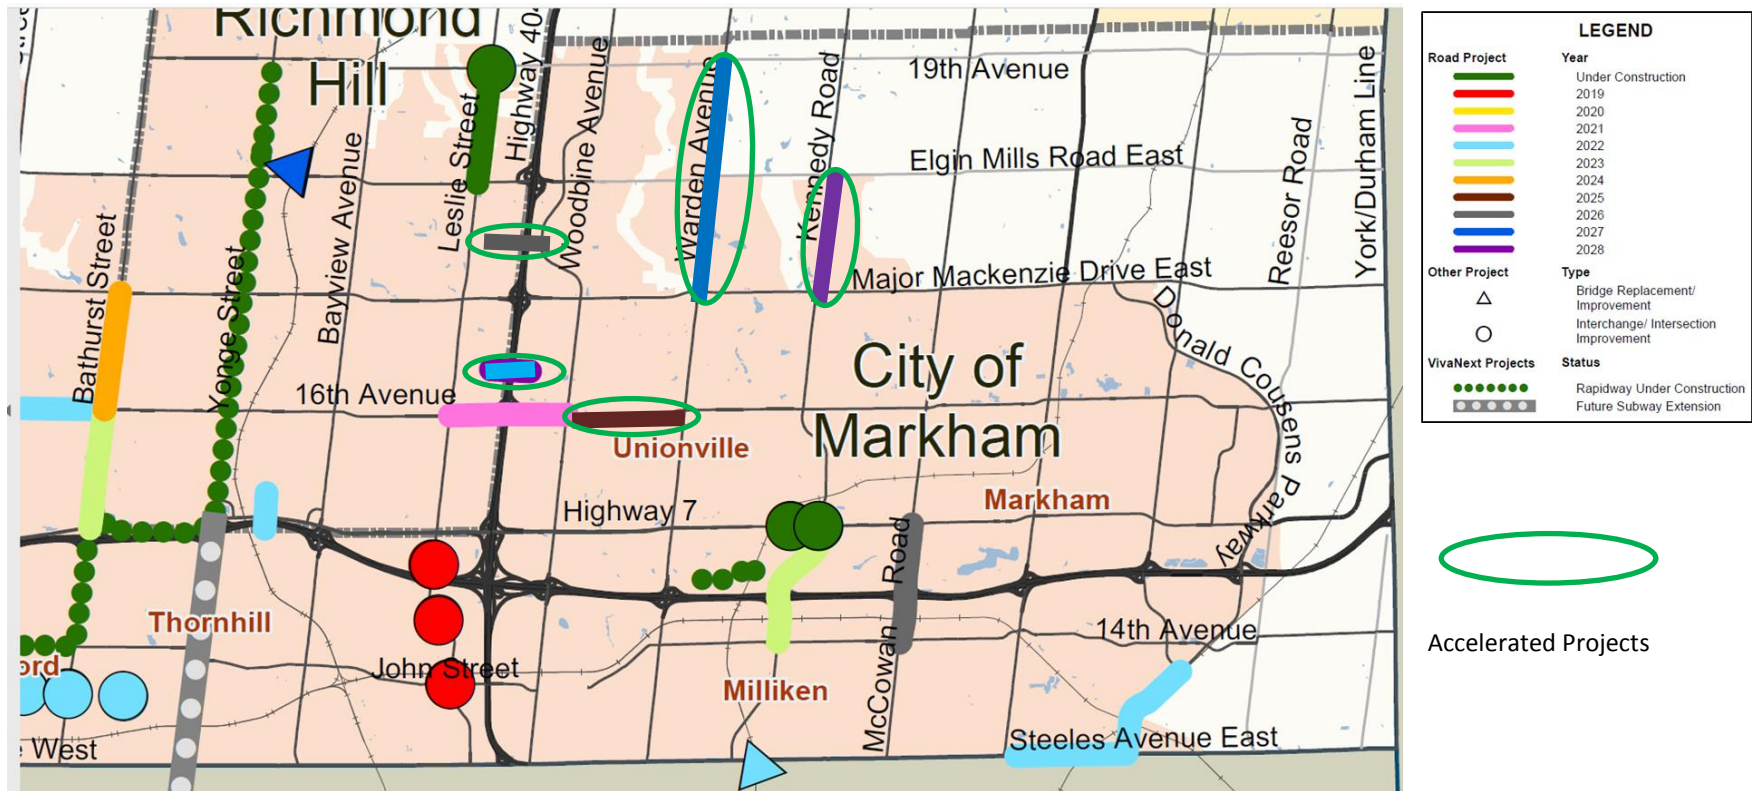 Richmond
Hill
Highway 40
Woodbine Avenue
Leslie Street
Warden Avenue
Kennedy Road
19th Avenue
Elgin Mills Road East
Reesor Road
York/Durham Line
Bathurst Street
Yonge Street
Bayview Avenue
Major Mackenzie Drive East
Donald Cousens Parkway
16th Avenue
City of
Markham
Unionville
Markham
Highway 7
McCowan Road
Thornhill
14th Avenue
John Street
ord
Milliken
Steeles Avenue East
e West
LEGEND
Road Project Year
Under Construction
2019
2020
2021
2022
2023
2024
2025
2026
2027
2028
Other Project Type
Bridge Replacement/
Improvement
Interchange/ Intersection
Improvement
VivaNext Projects Status
Rapidway Under Construction
Future Subway Extension
Accelerated Projects